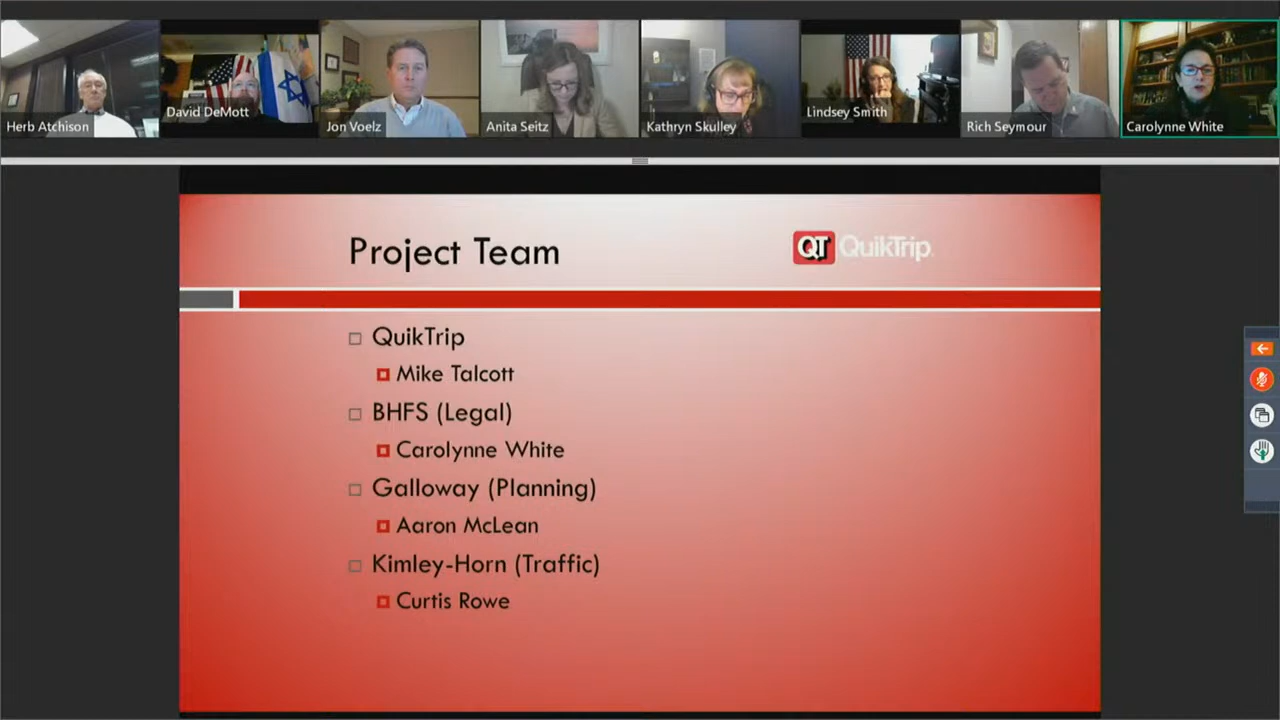 Herb Atchison
David DeMott
Jon Voelz
Anita Seitz
Kathryn Skulley
Lindsey Smith
Rich Seymour
Carolynne White
Project Team
QT QuikTrip
QuikTrip
Mike Talcott
BHFS (Legal)
Carolynne White
Galloway (Planning)
Aaron McLean
Kimley-Horn (Traffic)
Curtis Rowe